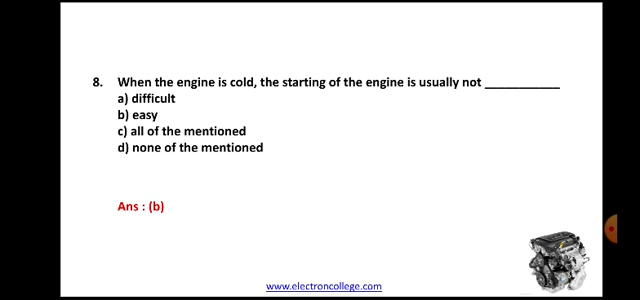 8. When the engine is cold, the starting of the engine is usually not ___________
a) difficult
b) easy
c) all of the mentioned
d) none of the mentioned
Ans : (b)
www.electroncollege.com